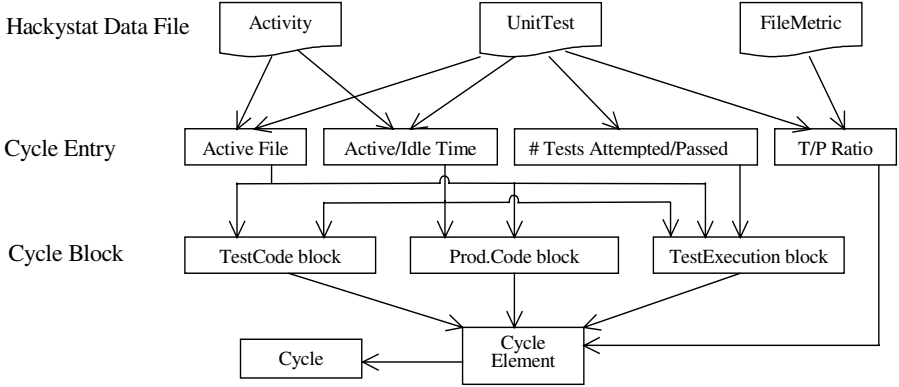 Hackystat Data File
Activity
UnitTest
FileMetric
Cycle Entry
Active File
Active/Idle Time
# Tests Attempted/Passed
T/P Ratio
Cycle Block
TestCode block
Prod.Code block
TestExecution block
Cycle
Element
Cycle